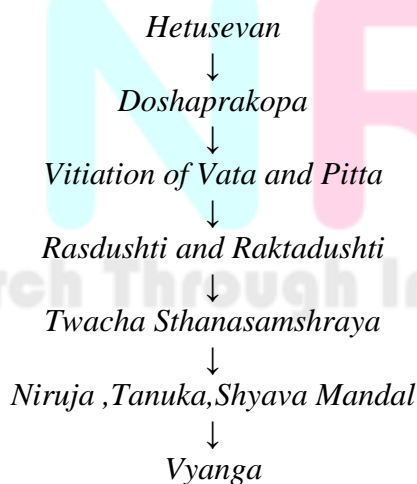 Hetusevan
↓
Doshaprakopa
↓
Vitiation of Vata and Pitta
↓
Rasdushti and Raktadushti
↓
Twacha Sthanasamshraya
↓
Niruja ,Tanuka,Shyava Mandal
↓
Vyanga